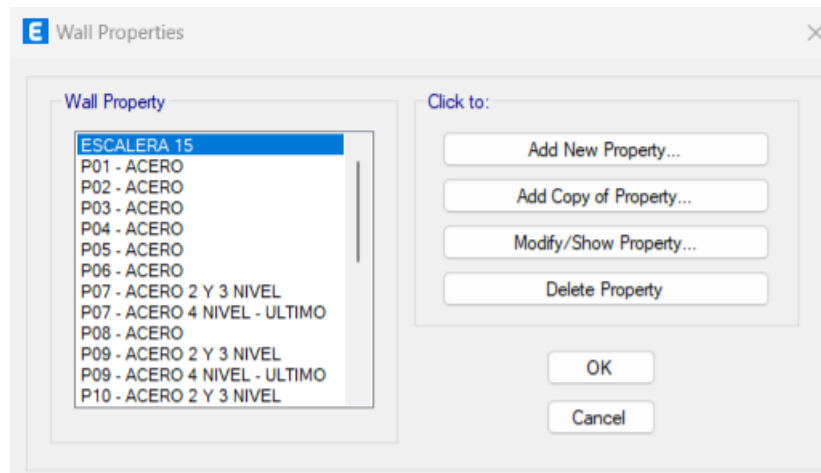 E Wall Properties
Wall Property
ESCALERA 15
P01 - ACERO
P02 - ACERO
P03 - ACERO
P04 - ACERO
P05 - ACERO
P06 - ACERO
P07 - ACERO 2 Y 3 NIVEL
P07 - ACERO 4 NIVEL - ULTIMO
P08 - ACERO
P09 - ACERO 2 Y 3 NIVEL
P09 - ACERO 4 NIVEL - ULTIMO
P10 - ACERO 2 Y 3 NIVEL
Click to:
Add New Property...
Add Copy of Property...
Modify/Show Property...
Delete Property
OK
Cancel